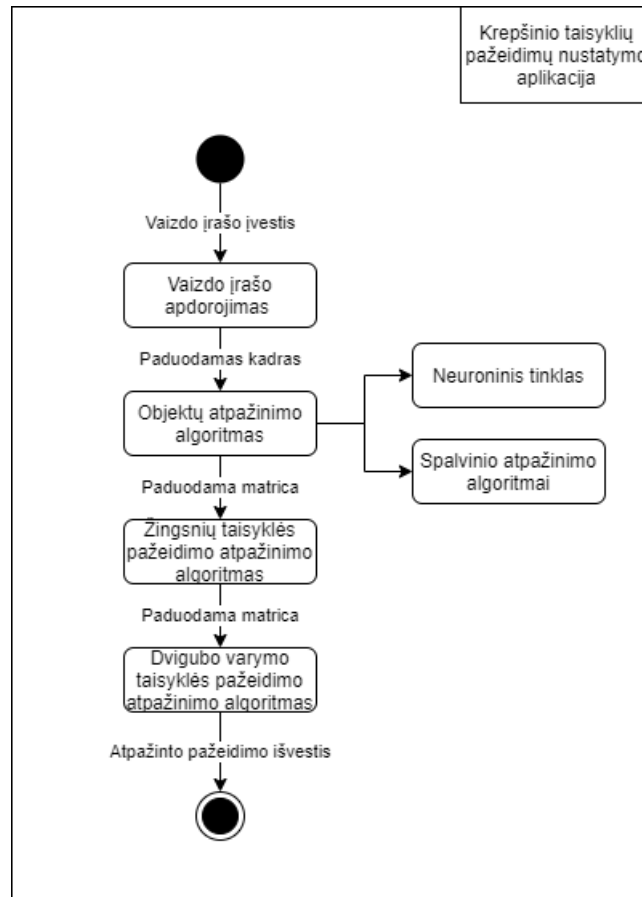 Krepšinio taisyklių
pažeidimų nustatymo
aplikacija
Vaizdo įrašo įvestis
Vaizdo įrašo
apdorojimas
Paduodamas kadras
Objektų atpažinimo
algoritmas
Neuroninis tinklas
Spalvinio atpažinimo
algoritmai
Paduodama matrica
Žingsnių taisyklės
pažeidimo atpažinimo
algoritmas
Paduodama matrica
Dvigubo varymo
taisyklės pažeidimo
atpažinimo algoritmas
Atpažinto pažeidimo išvestis